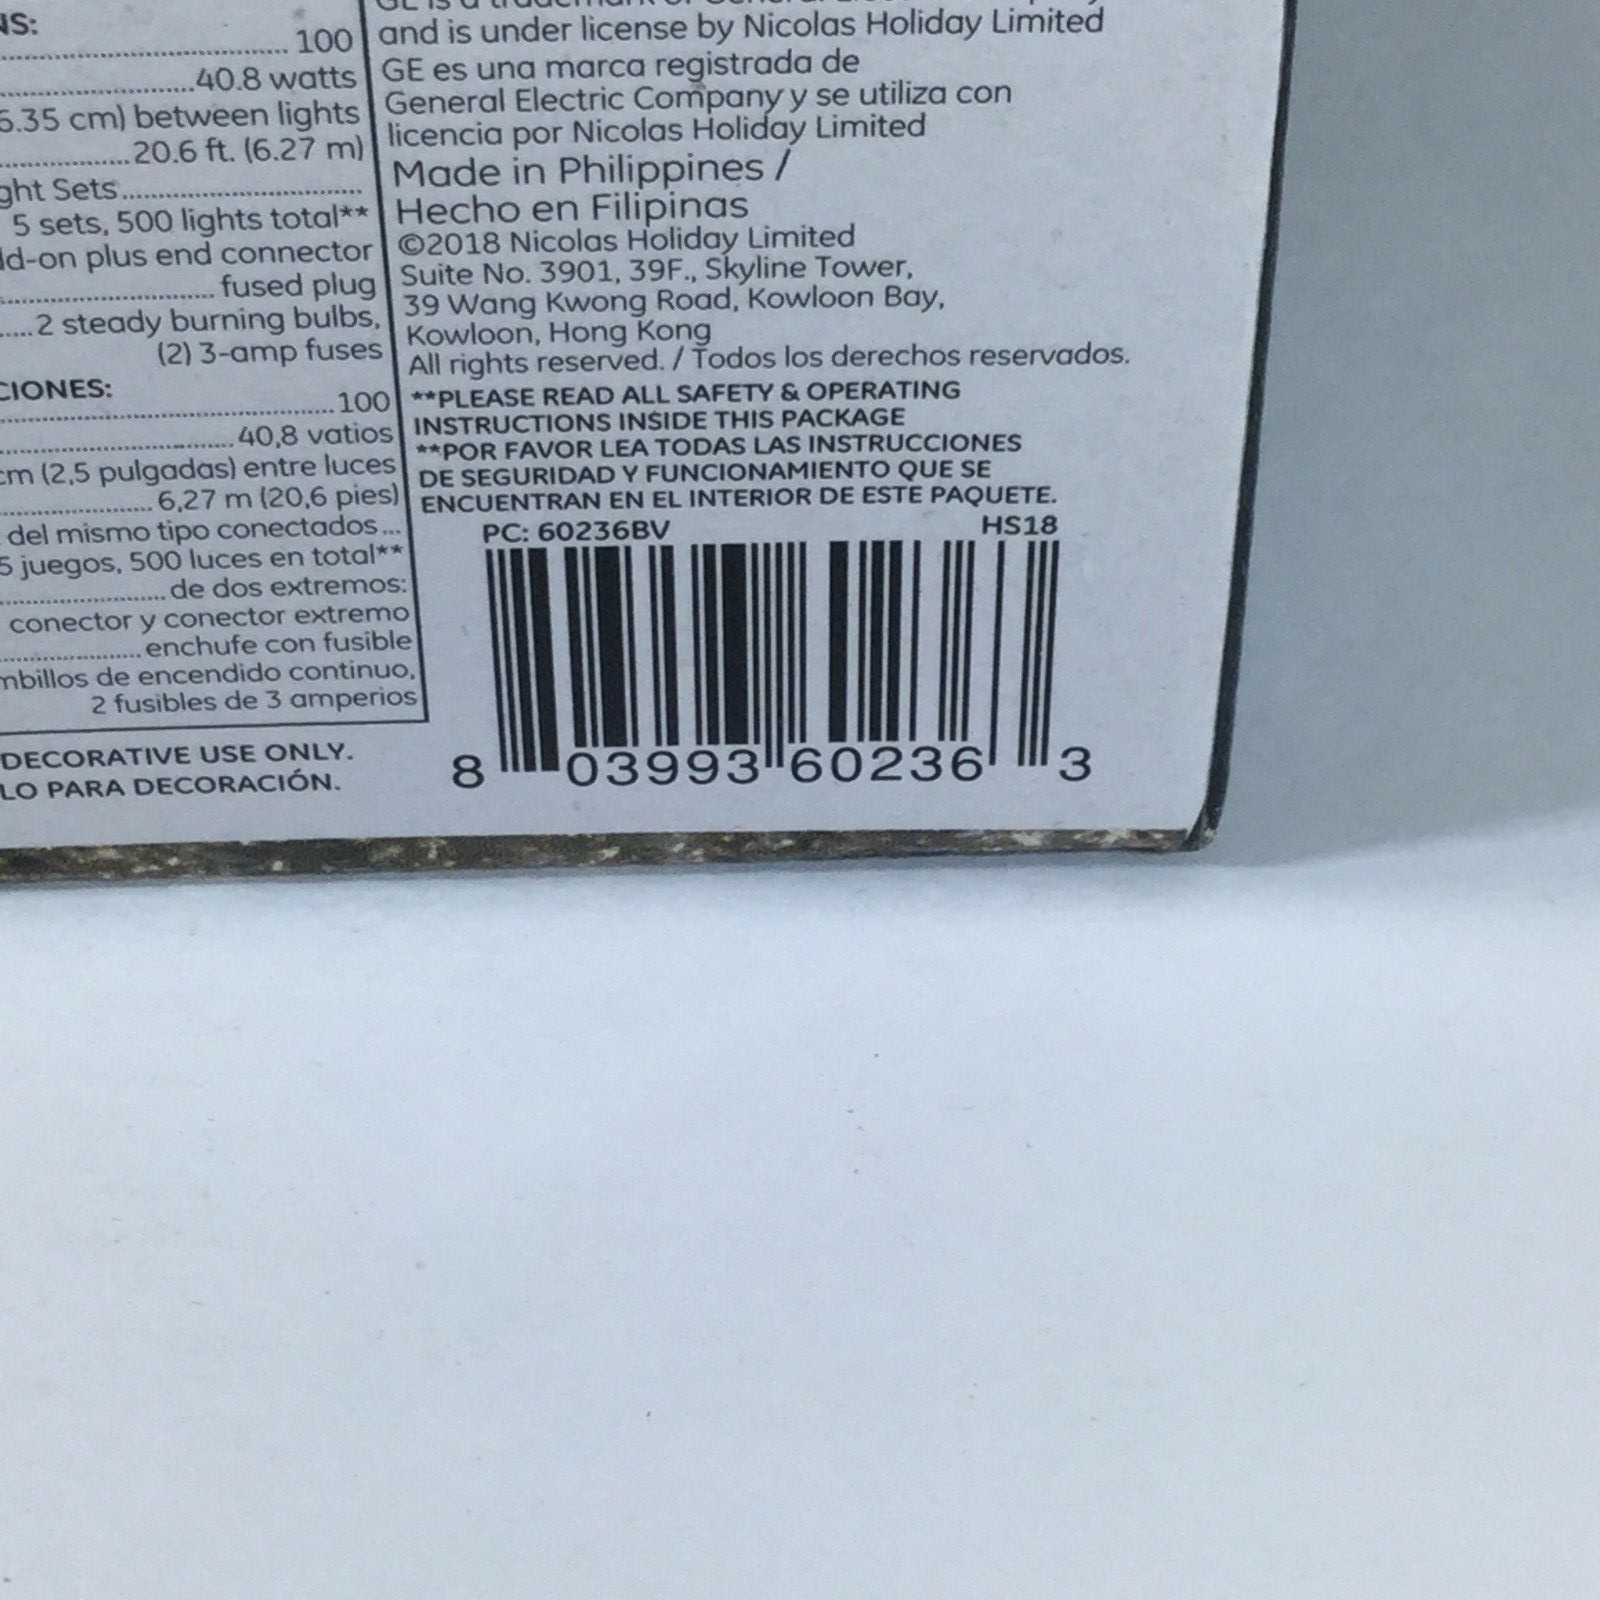 NS:
100
40.8 watts
6.35 cm) between lights
20.6 ft. (6.27 m)
ght Sets
5 sets, 500 lights total**
dd-on plus end connector
fused plug
2 steady burning bulbs,
(2) 3-amp fuses
CIONES:
100
40,8 vatios
cm (2,5 pulgadas) entre luces
6,27 m (20,6 pies)
del mismo tipo conectados...
5 juegos, 500 luces en total**
de dos extremos:
conector y conector extremo
enchufe con fusible
mbillos de encendido continuo,
2 fusibles de 3 amperios
DECORATIVE USE ONLY.
LO PARA DECORACIÓN.
GE is a trademark of General Electric Company
and is under license by Nicolas Holiday Limited
GE es una marca registrada de
General Electric Company y se utiliza con
licencia por Nicolas Holiday Limited
Made in Philippines /
Hecho en Filipinas
©2018 Nicolas Holiday Limited
Suite No. 3901, 39F., Skyline Tower,
39 Wang Kwong Road, Kowloon Bay,
Kowloon, Hong Kong
All rights reserved. / Todos los derechos reservados.
**PLEASE READ ALL SAFETY & OPERATING
INSTRUCTIONS INSIDE THIS PACKAGE
**POR FAVOR LEA TODAS LAS INSTRUCCIONES
DE SEGURIDAD Y FUNCIONAMIENTO QUE SE
ENCUENTRAN EN EL INTERIOR DE ESTE PAQUETE.
PC: 60236BV HS18
8 03993 60236 3